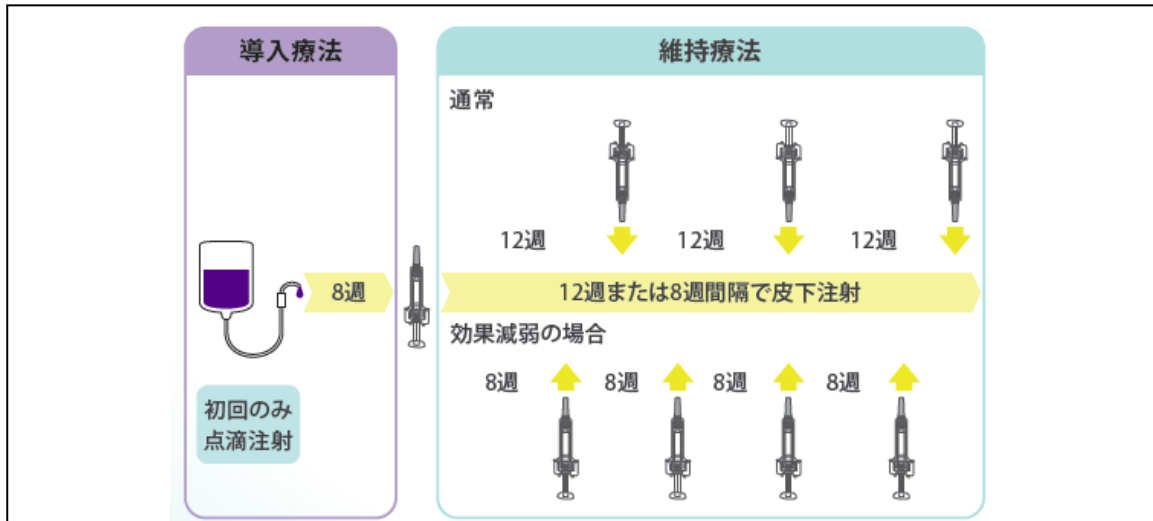 導入療法
維持療法
通常
12週
12週
12週
8週
12週または8週間隔で皮下注射
効果減弱の場合
8週
8週
8週
8週
初回のみ
点滴注射